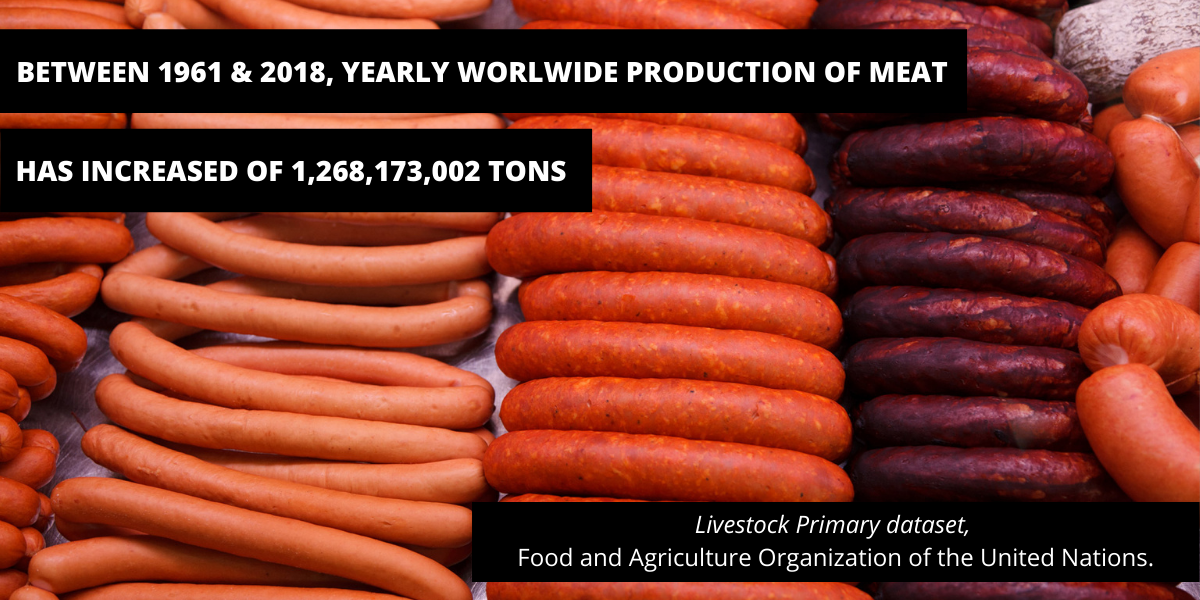 BETWEEN 1961 & 2018, YEARLY WORLWIDE PRODUCTION OF MEAT
HAS INCREASED OF 1,268,173,002 TONS
Livestock Primary dataset,
Food and Agriculture Organization of the United Nations.